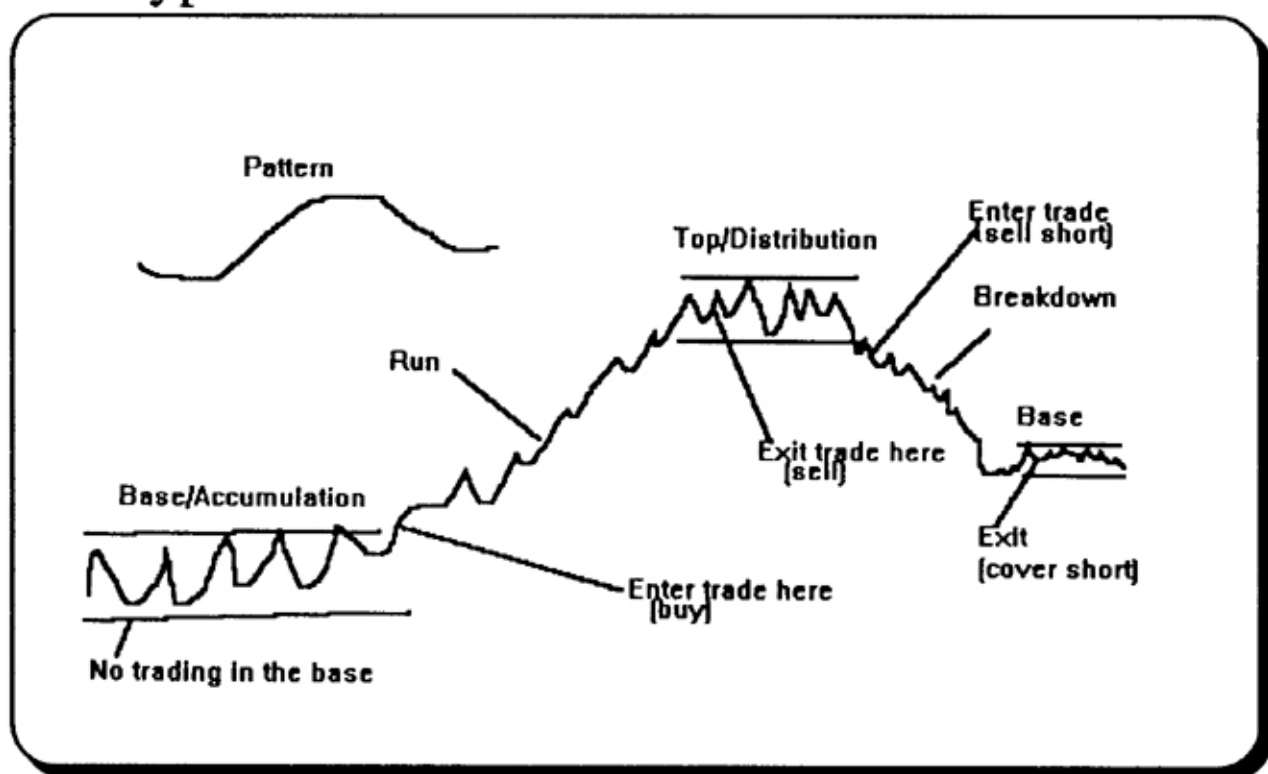 Pattern
Top/Distribution
Enter trade
(sell short)
Breakdown
Run
Base
Exit trade here
(sell)
Base/Accumulation
Exit
(cover short)
Enter trade here
(buy)
No trading in the base